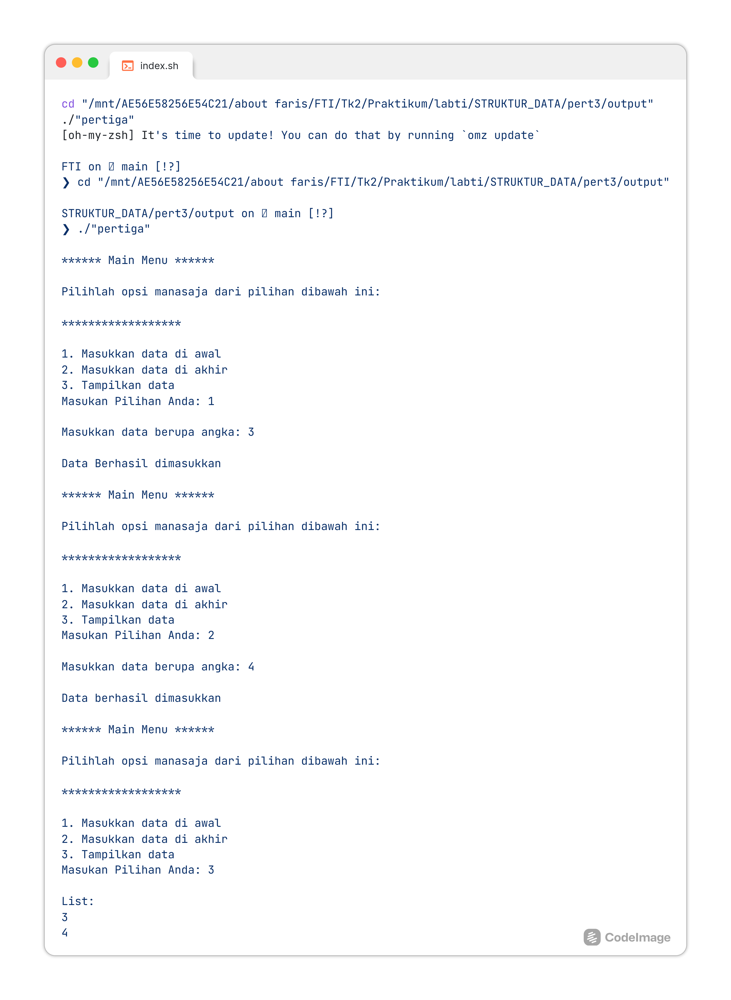 index.sh
cd "/mnt/AE56E58256E54C21/about faris/FTI/Tk2/Praktikum/labti/STRUKTUR_DATA/pert3/output"
./"pertiga"
[oh-my-zsh] It's time to update! You can do that by running `omz update`
FTI on  main [!?]
❯ cd "/mnt/AE56E58256E54C21/about faris/FTI/Tk2/Praktikum/labti/STRUKTUR_DATA/pert3/output"
STRUKTUR_DATA/pert3/output on  main [!?]
❯ ./"pertiga"
****** Main Menu ******
Pilihlah opsi manasaja dari pilihan dibawah ini:
******************
1. Masukkan data di awal
2. Masukkan data di akhir
3. Tampilkan data
Masukan Pilihan Anda: 1
Masukkan data berupa angka: 3
Data Berhasil dimasukkan
****** Main Menu ******
Pilihlah opsi manasaja dari pilihan dibawah ini:
******************
1. Masukkan data di awal
2. Masukkan data di akhir
3. Tampilkan data
Masukan Pilihan Anda: 2
Masukkan data berupa angka: 4
Data berhasil dimasukkan
****** Main Menu ******
Pilihlah opsi manasaja dari pilihan dibawah ini:
******************
1. Masukkan data di awal
2. Masukkan data di akhir
3. Tampilkan data
Masukan Pilihan Anda: 3
List:
3
4
CodeImage